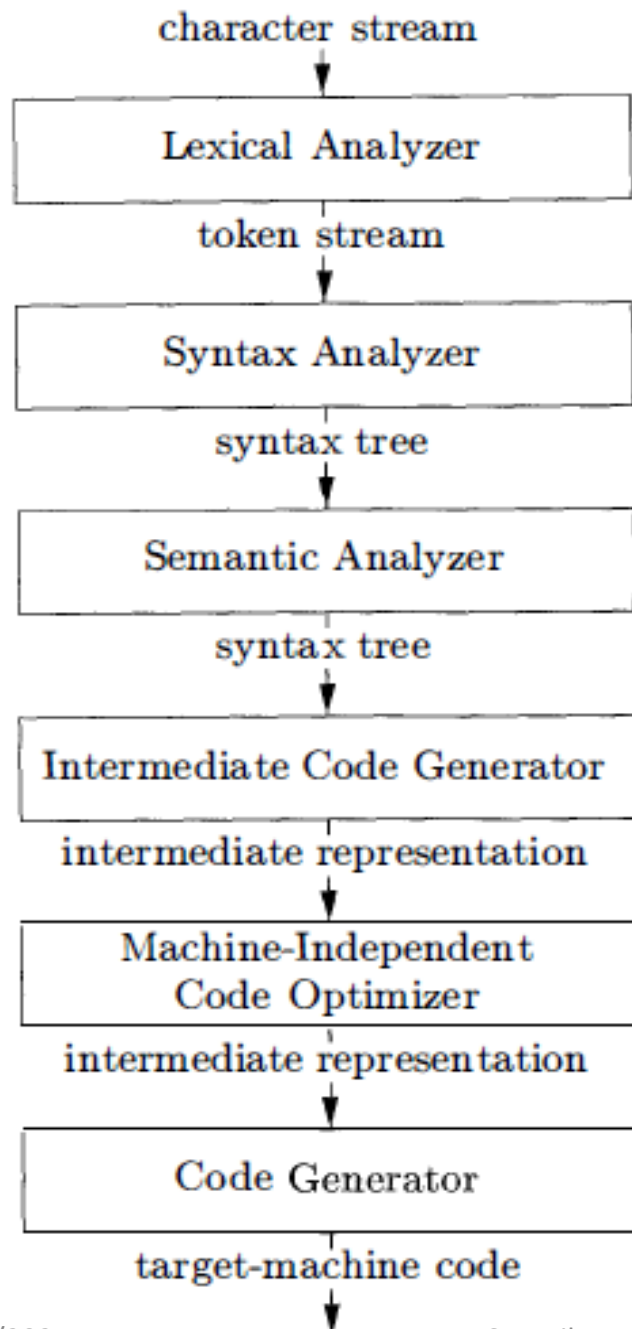 character stream
Lexical Analyzer
token stream
Syntax Analyzer
syntax tree
Semantic Analyzer
syntax tree
Intermediate Code Generator
intermediate representation
Machine-Independent
Code Optimizer
intermediate representation
Code Generator
target-machine code